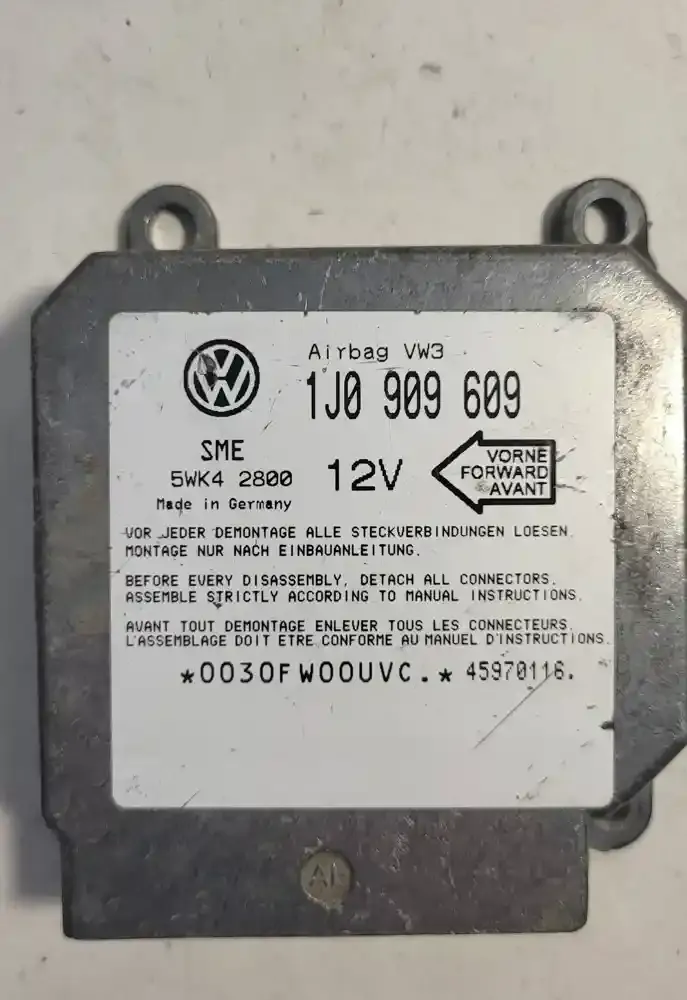 Airbag VW3
1J0 909 609
SME
5WK4 2800
12V
VORNE
FORWARD
AVANT
Made in Germany
VOR JEDER DEMONTAGE ALLE STECKVERBINDUNGEN LOESEN.
MONTAGE NUR NACH EINBAUANLEITUNG.
BEFORE EVERY DISASSEMBLY, DETACH ALL CONNECTORS.
ASSEMBLE STRICTLY ACCORDING TO MANUAL INSTRUCTIONS.
AVANT TOUT DEMONTAGE ENLEVER TOUS LES CONNECTEURS.
L'ASSEMBLAGE DOIT ETRE CONFORME AU MANUEL D'INSTRUCTIONS.
*0030FW00UVC.* 45970116.